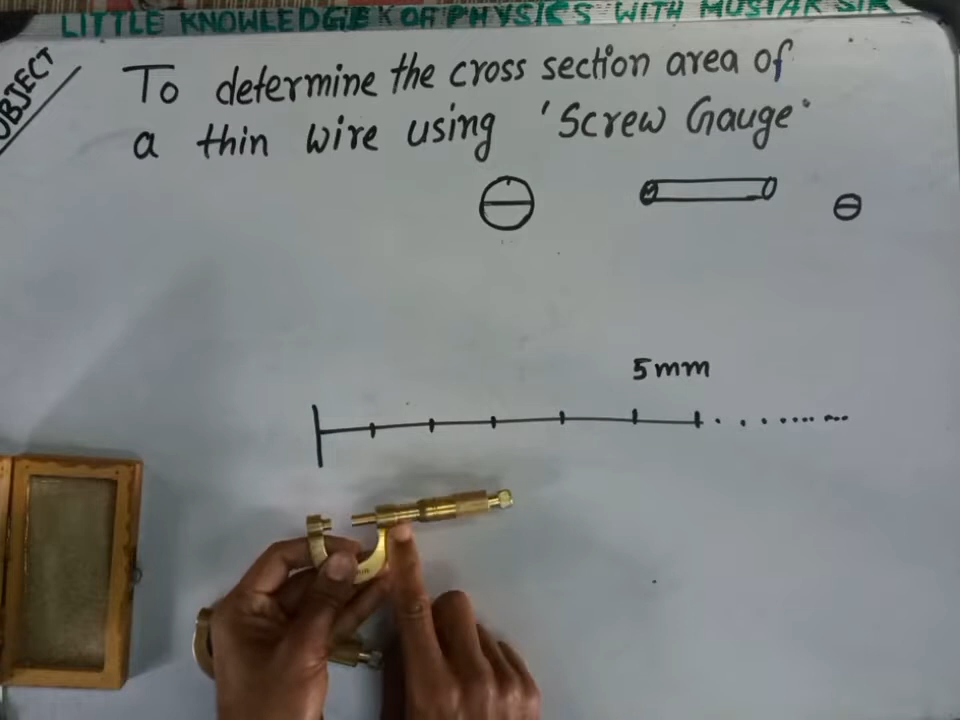 LITTLE KNOWLEDGE OF PHYSICS WITH MUSTAK SIR
OBJECT
To determine the cross section area of
a thin wire using 'Screw Gauge'
5mm